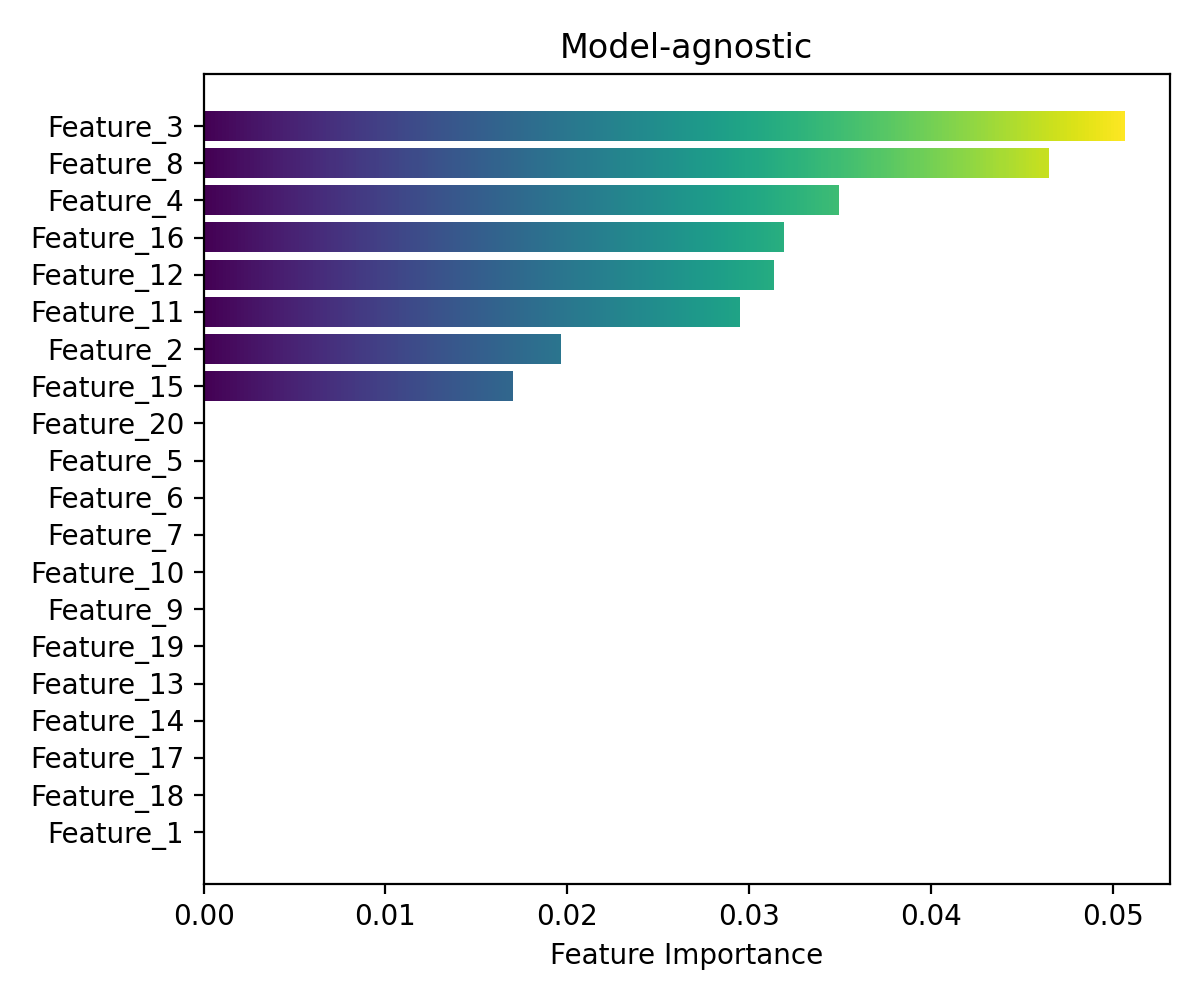 Model-agnostic
Feature_3
Feature_8
Feature_4
Feature_16
Feature_12
Feature_11
Feature_2
Feature_15
Feature_20
Feature_5
Feature_6
Feature_7
Feature_10
Feature_9
Feature_19
Feature_13
Feature_14
Feature_17
Feature_18
Feature_1
0.00 0.01 0.02 0.03 0.04 0.05
Feature Importance